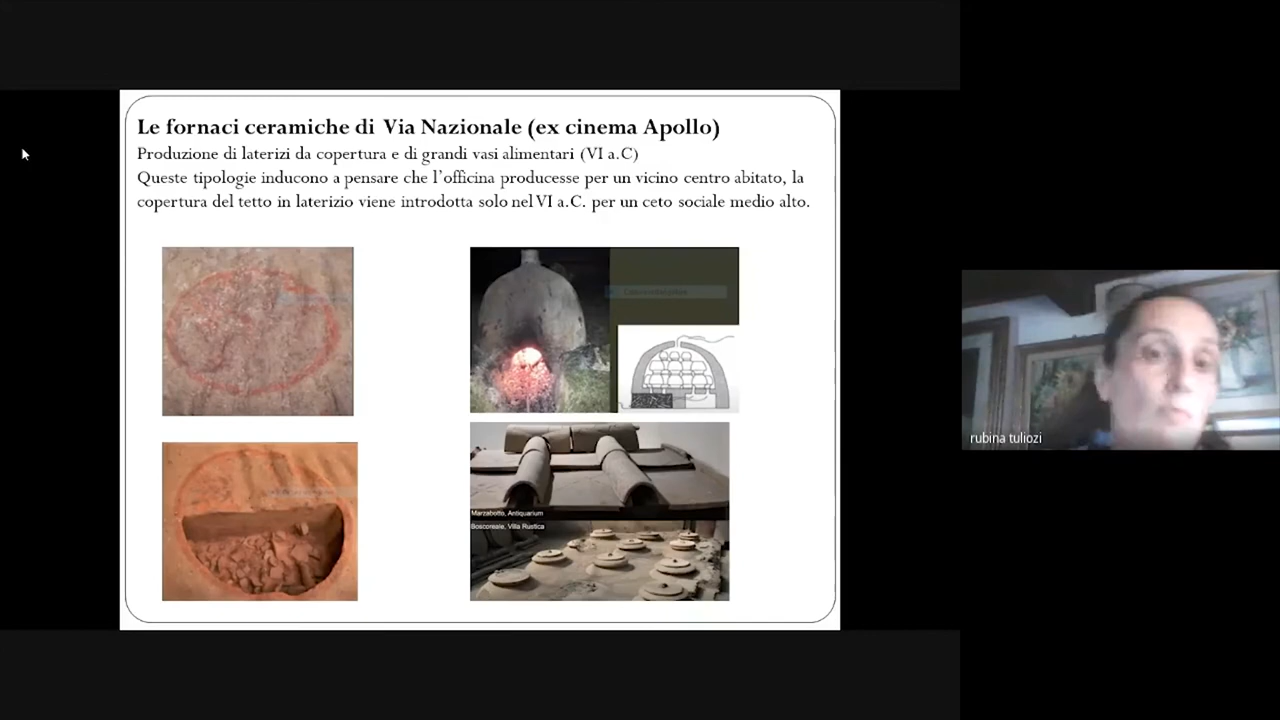 Le fornaci ceramiche di Via Nazionale (ex cinema Apollo)
Produzione di laterizi da copertura e di grandi vasi alimentari (VI a.C)
Queste tipologie inducono a pensare che l'officina producesse per un vicino centro abitato, la
copertura del tetto in laterizio viene introdotta solo nel VI a.C. per un ceto sociale medio alto.
Marzabotto, Antiquarium
Boscoreale, Villa Rustica
rubina tuliozi